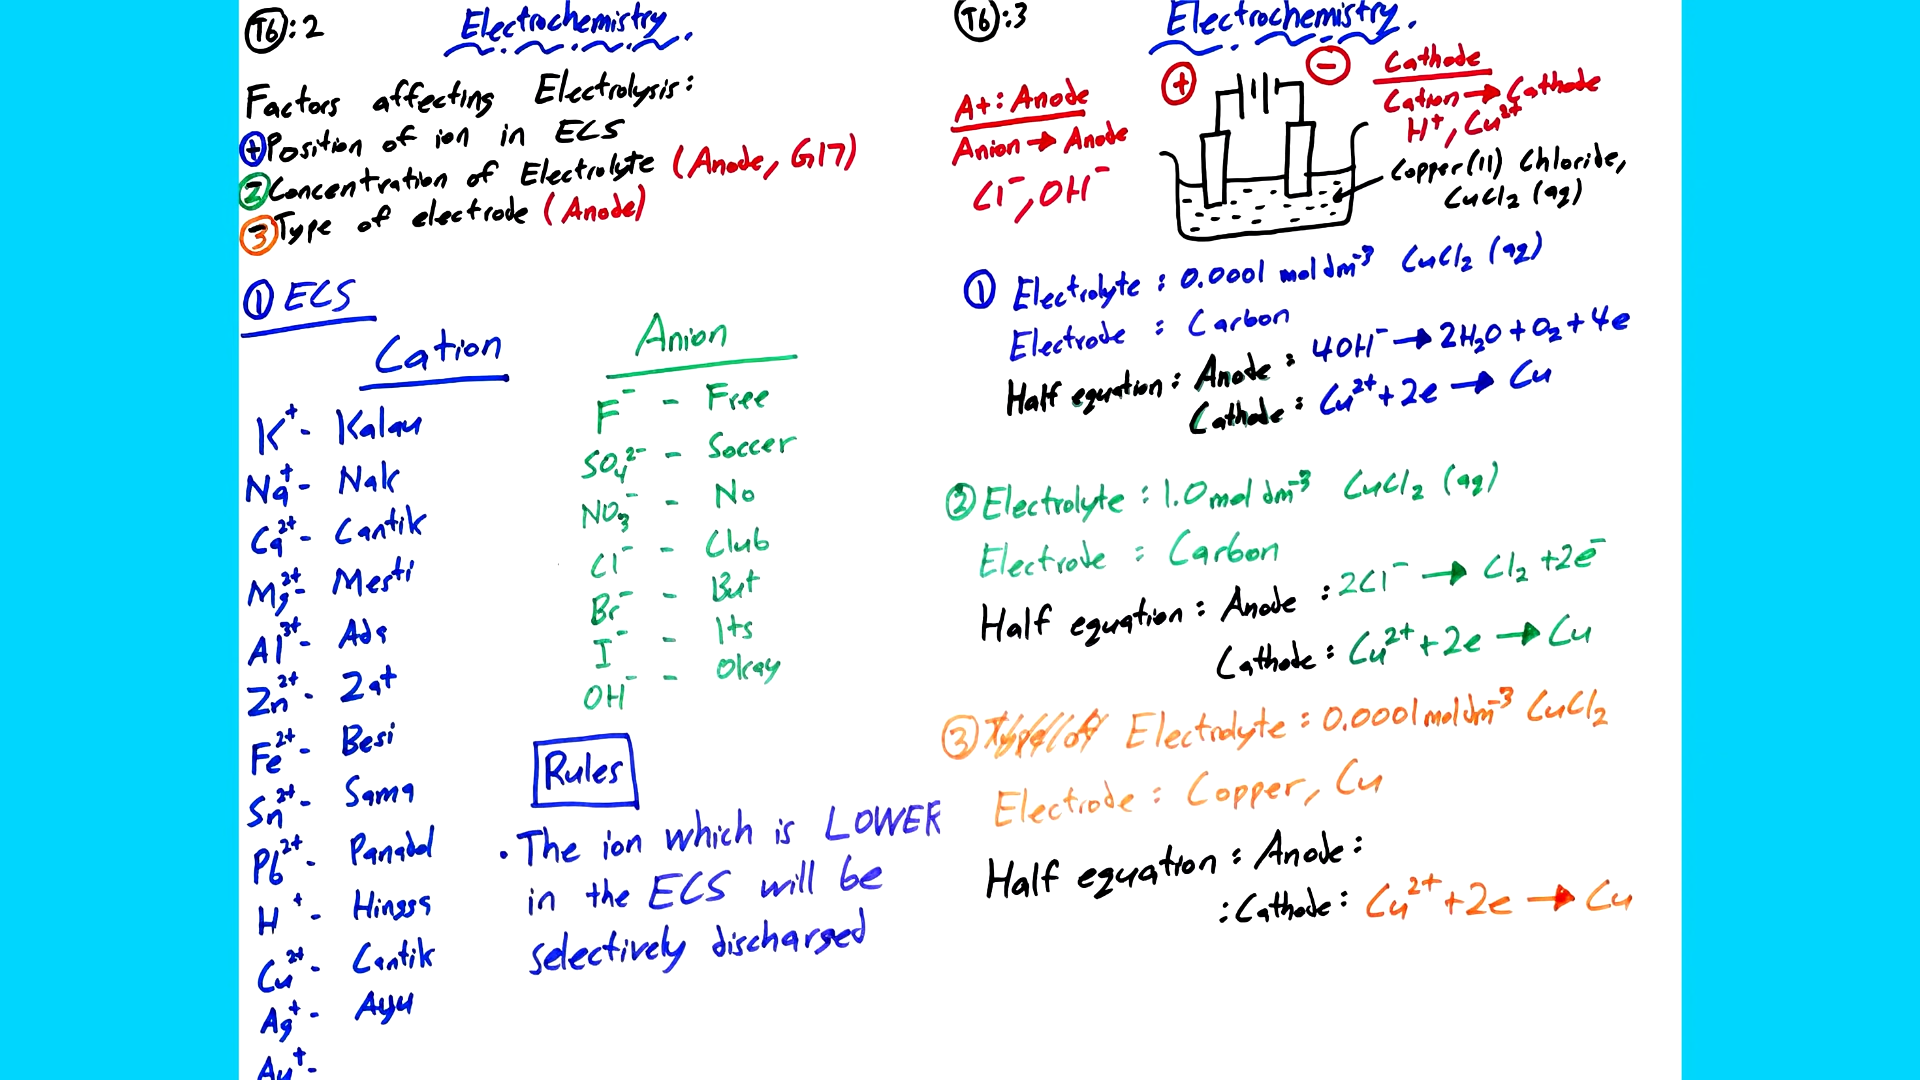 T6:2
Electrochemistry.
Factors affecting Electrolysis:
1 Position of ion in ECS
2 Concentration of Electrolyte (Anode, G17)
3 Type of electrode (Anode)
1 ECS
Cation
K⁺ - Kalau
Na⁺ - Nak
Ca²⁺ - Cantik
Mg²⁺ - Mesti
Al³⁺ - Ada
Zn²⁺ - Zat
Fe²⁺ - Besi
Sn²⁺ - Sama
Pb²⁺ - Panadol
H⁺ - Hingga
Cu²⁺ - Cantik
Ag⁺ - Ayu
Au⁺ -
Anion
F⁻ - Free
SO₄²⁻ - Soccer
NO₃⁻ - No
Cl⁻ - Club
Br⁻ - But
I⁻ - Its
OH⁻ - Okay
Rules
• The ion which is LOWER
in the ECS will be
selectively discharged
T6:3
Electrochemistry.
A+: Anode
Anion → Anode
Cl⁻, OH⁻
+
−
Cathode
Cation → Cathode
H⁺, Cu²⁺
Copper(II) Chloride,
CuCl₂ (aq)
1 Electrolyte : 0.0001 mol dm⁻³ CuCl₂ (aq)
Electrode : Carbon
Half equation : Anode : 4OH⁻ → 2H₂O + O₂ + 4e
Cathode : Cu²⁺ + 2e → Cu
2 Electrolyte : 1.0 mol dm⁻³ CuCl₂ (aq)
Electrode : Carbon
Half equation : Anode : 2Cl⁻ → Cl₂ + 2e⁻
Cathode : Cu²⁺ + 2e → Cu
3 Type of Electrolyte : 0.0001 mol dm⁻³ CuCl₂
Electrode : Copper, Cu
Half equation : Anode :
: Cathode : Cu²⁺ + 2e → Cu